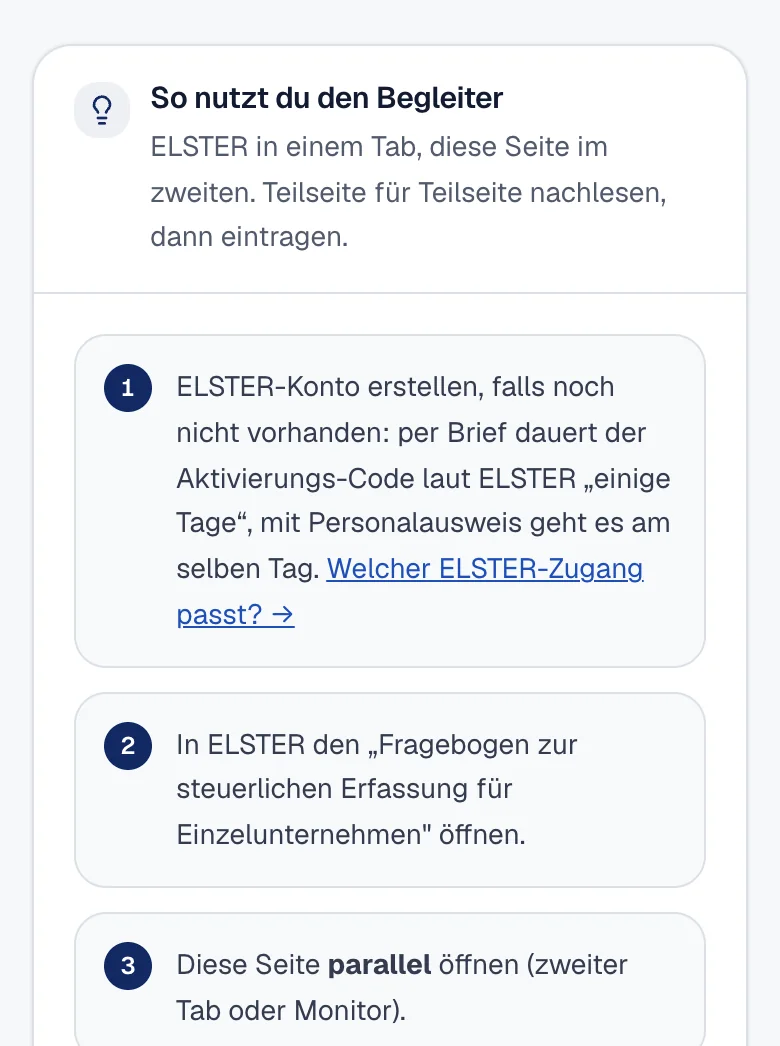 So nutzt du den Begleiter
ELSTER in einem Tab, diese Seite im
zweiten. Teilseite für Teilseite nachlesen,
dann eintragen.
1
ELSTER-Konto erstellen, falls noch
nicht vorhanden: per Brief dauert der
Aktivierungs-Code laut ELSTER „einige
Tage“, mit Personalausweis geht es am
selben Tag. Welcher ELSTER-Zugang
passt? →
2
In ELSTER den „Fragebogen zur
steuerlichen Erfassung für
Einzelunternehmen" öffnen.
3
Diese Seite parallel öffnen (zweiter
Tab oder Monitor).